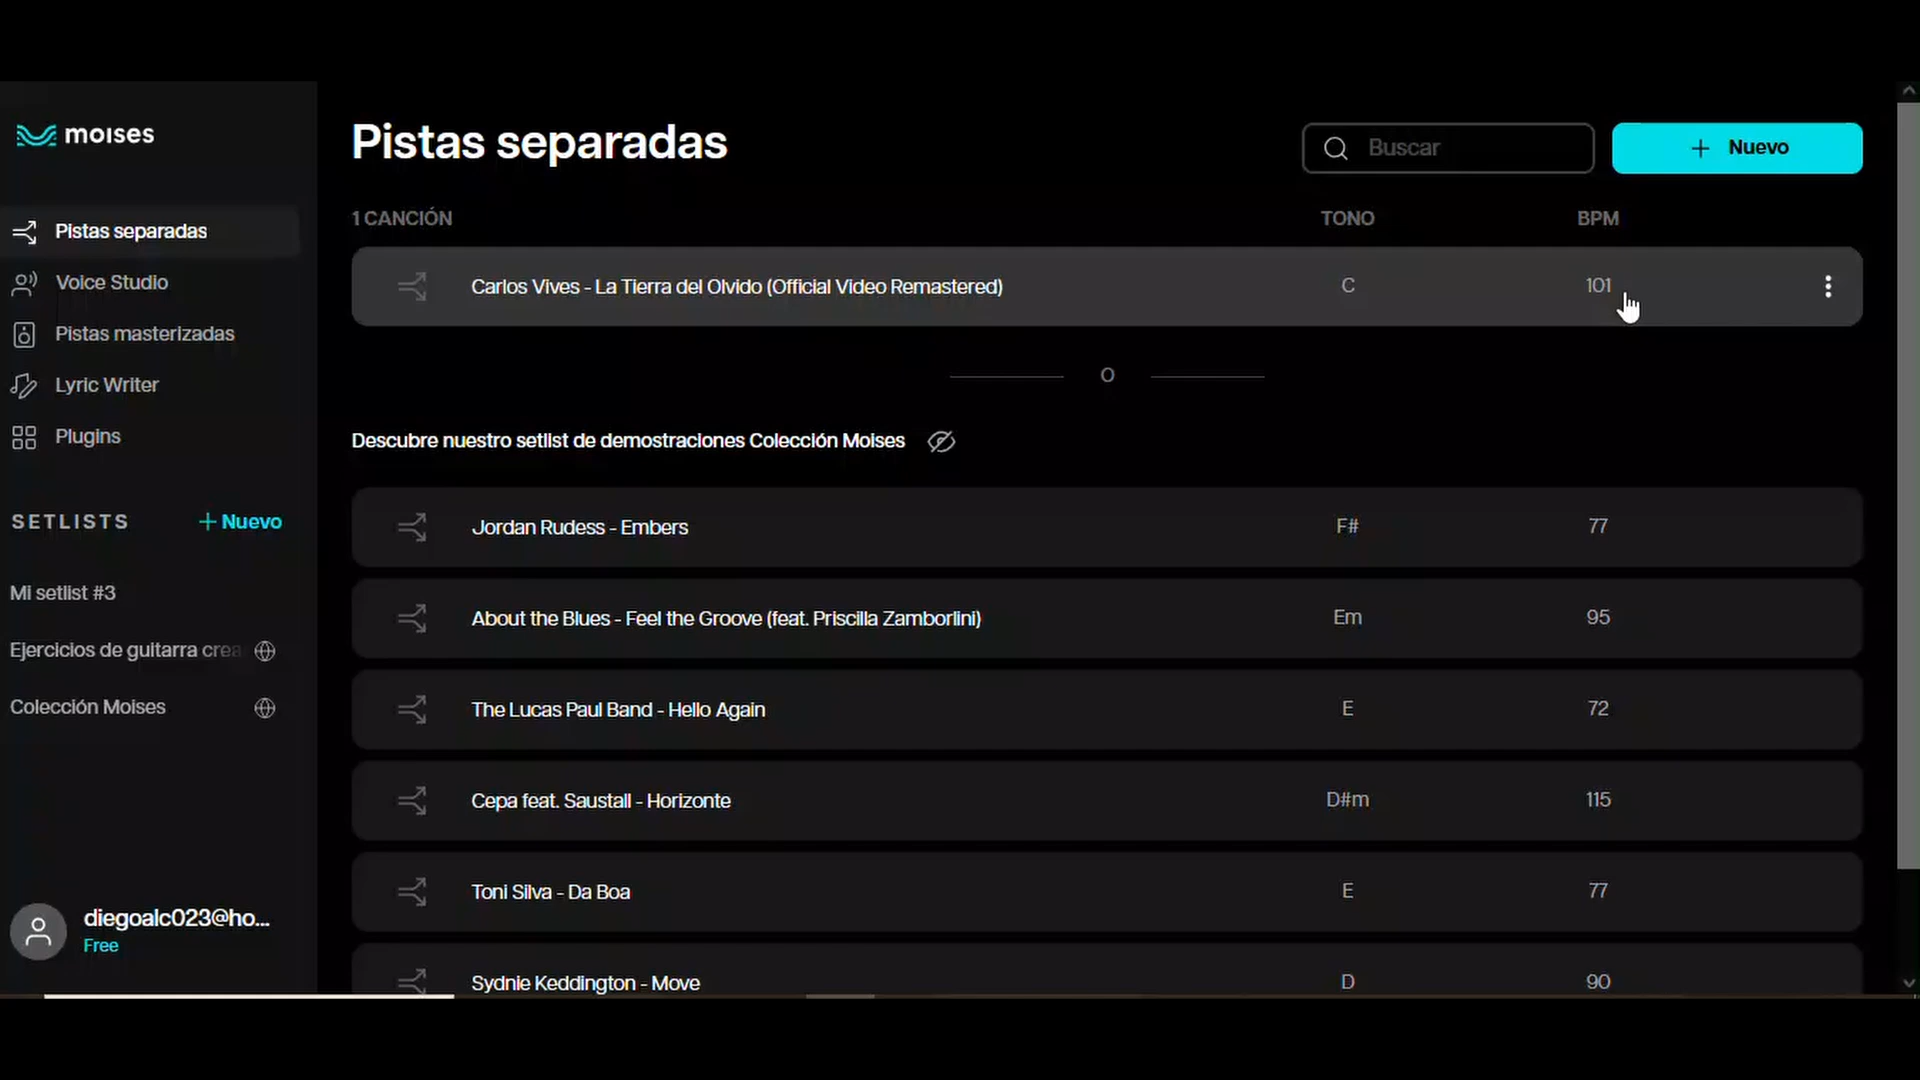 moises
Pistas separadas
Voice Studio
Pistas masterizadas
Lyric Writer
Plugins
SETLISTS
+ Nuevo
Mi setlist #3
Ejercicios de guitarra crea
Colección Moises
diegoalc023@ho...
Free
Pistas separadas
Buscar
+ Nuevo
1 CANCIÓN TONO BPM
Carlos Vives - La Tierra del Olvido (Official Video Remastered) C 101
O
Descubre nuestro setlist de demostraciones Colección Moises
Jordan Rudess - Embers F# 77
About the Blues - Feel the Groove (feat. Priscilla Zamborlini) Em 95
The Lucas Paul Band - Hello Again E 72
Cepa feat. Saustall - Horizonte D#m 115
Toni Silva - Da Boa E 77
Sydnie Keddington - Move D 90